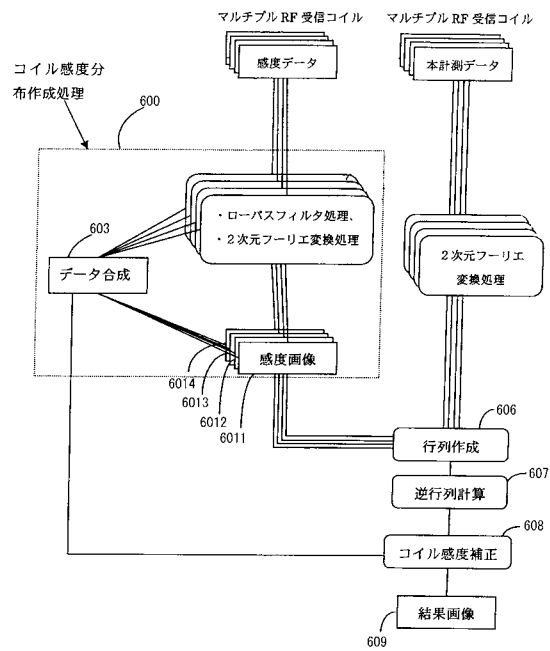 マルチプルRF受信コイル
マルチプルRF受信コイル
感度データ
本計測データ
コイル感度分
布作成処理
600
・ローパスフィルタ処理、
・2次元フーリエ変換処理
2次元フーリエ
変換処理
603
データ合成
感度画像
6014
6013
6012
6011
606
行列作成
607
逆行列計算
608
コイル感度補正
結果画像
609